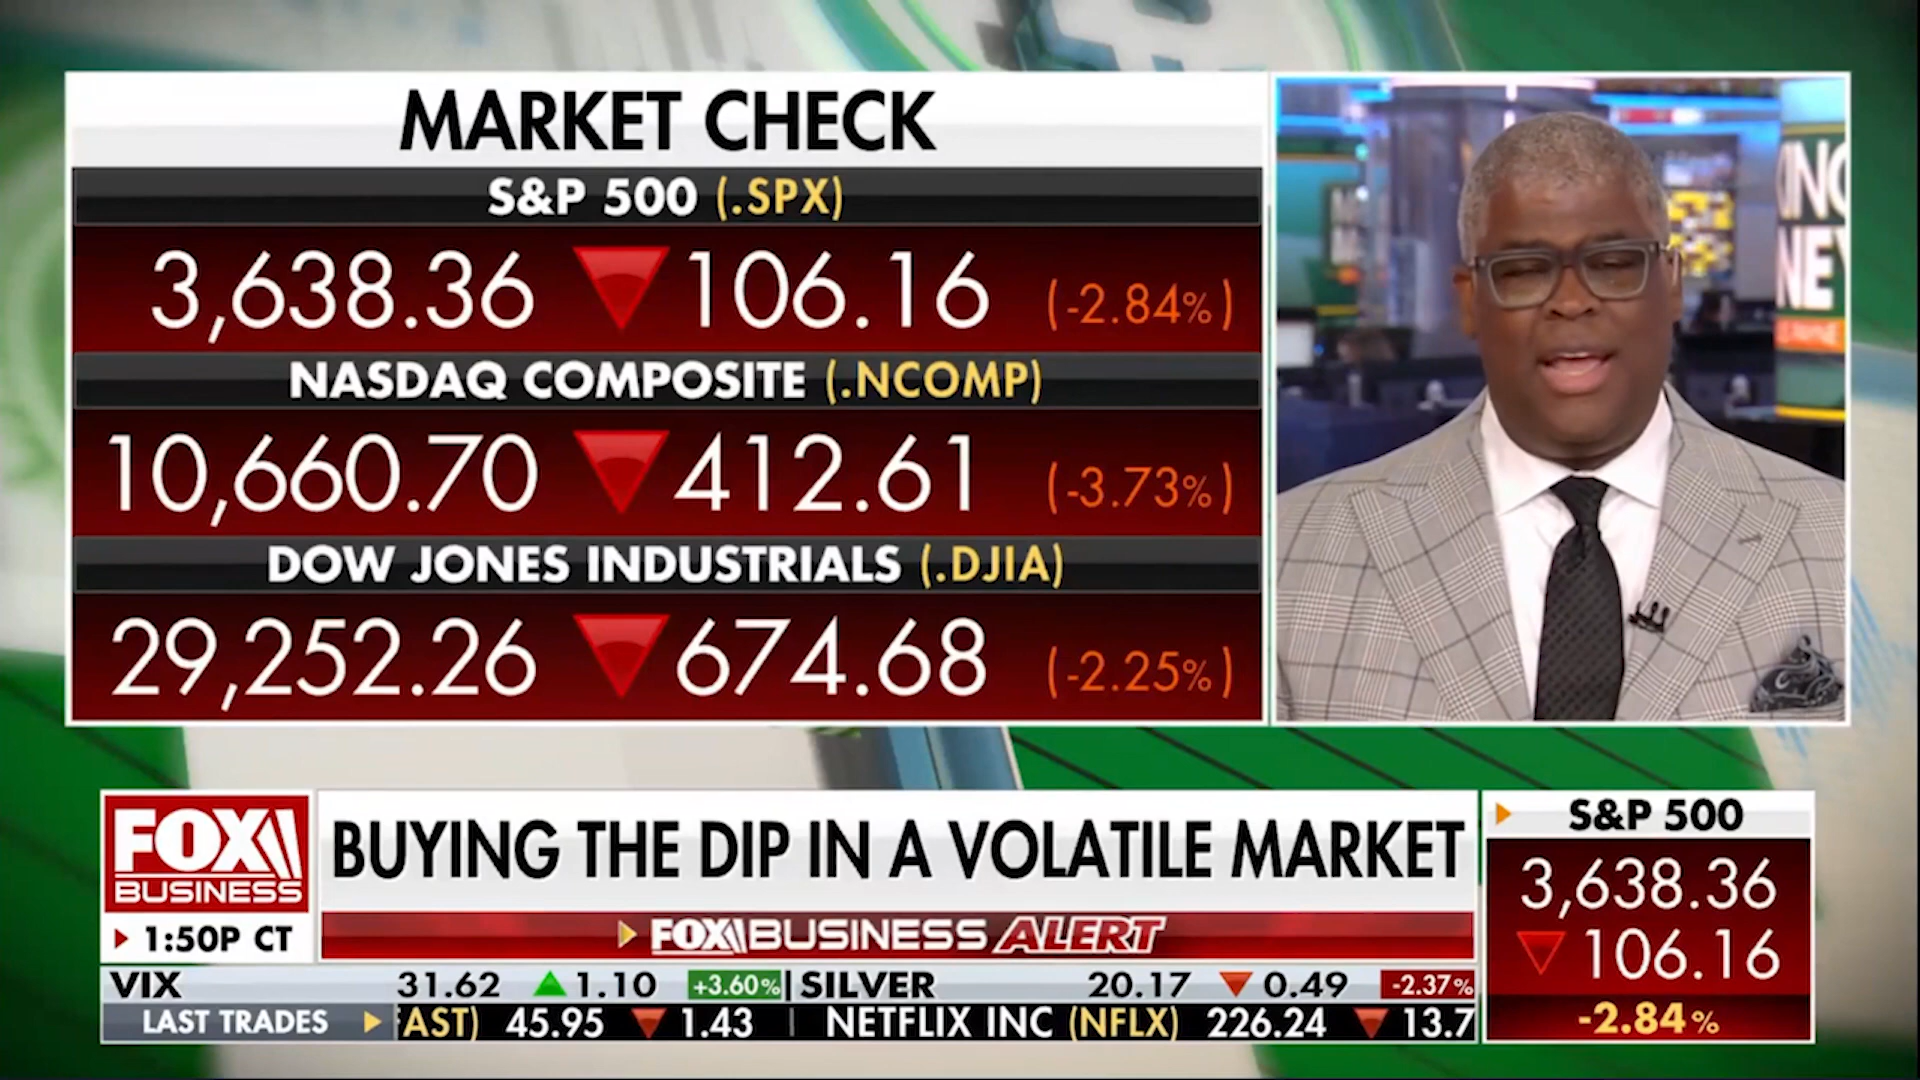 MARKET CHECK
S&P 500 (.SPX)
3,638.36 ▼ 106.16 (-2.84%)
NASDAQ COMPOSITE (.NCOMP)
10,660.70 ▼ 412.61 (-3.73%)
DOW JONES INDUSTRIALS (.DJIA)
29,252.26 ▼ 674.68 (-2.25%)
FOX BUSINESS
1:50P CT
BUYING THE DIP IN A VOLATILE MARKET
FOX BUSINESS ALERT
S&P 500
3,638.36
▼ 106.16
-2.84%
VIX 31.62 ▲ 1.10 +3.60% | SILVER 20.17 ▼ 0.49 -2.37%
LAST TRADES AST) 45.95 ▼ 1.43 | NETFLIX INC (NFLX) 226.24 ▼ 13.7